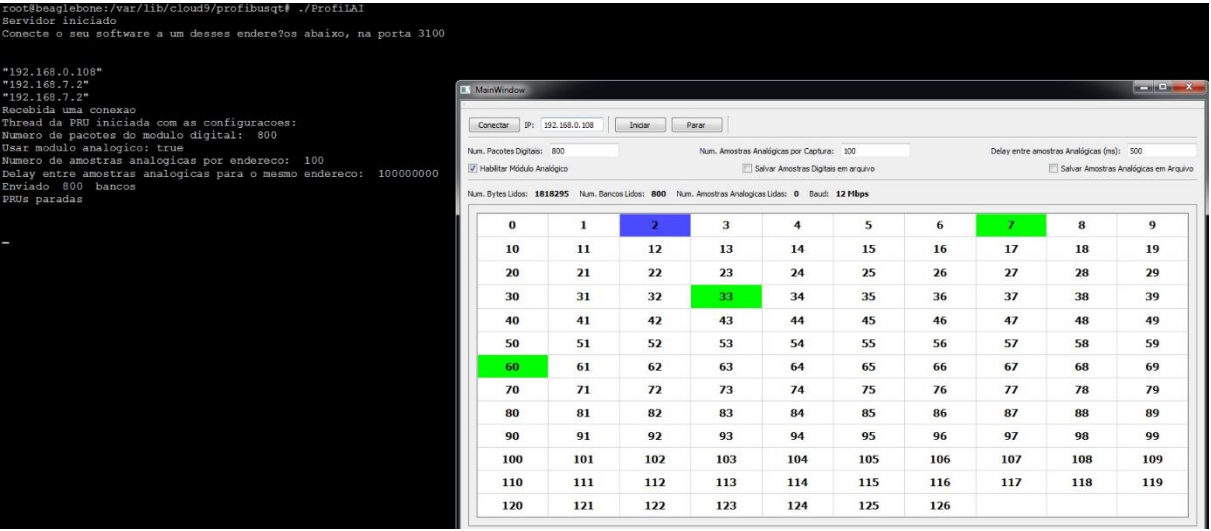 root@beaglebone:/var/lib/cloud9/profibusqt# ./ProfiLAI
Servidor iniciado
Conecte o seu software a um desses endere?os abaixo, na porta 3100
"192.168.0.108"
"192.168.7.2"
"192.168.7.2"
Recebida uma conexao
Thread da PRU iniciada com as configuracoes:
Numero de pacotes do modulo digital: 800
Usar modulo analogico: true
Numero de amostras analogicas por endereco: 100
Delay entre amostras analogicas para o mesmo endereco: 100000000
Enviado 800 bancos
PRUs paradas
MainWindow
Conectar IP: 192.168.0.108 Iniciar Parar
Num. Pacotes Digitais: 800 Num. Amostras Analógicas por Captura: 100 Delay entre amostras Analógicas (ms): 500
Habilitar Módulo Analógico Salvar Amostras Digitais em arquivo Salvar Amostras Analógicas em Arquivo
Num. Bytes Lidos: 1818295 Num. Bancos Lidos: 800 Num. Amostras Analogicas Lidas: 0 Baud: 12 Mbps
0 1 2 3 4 5 6 7 8 9
10 11 12 13 14 15 16 17 18 19
20 21 22 23 24 25 26 27 28 29
30 31 32 33 34 35 36 37 38 39
40 41 42 43 44 45 46 47 48 49
50 51 52 53 54 55 56 57 58 59
60 61 62 63 64 65 66 67 68 69
70 71 72 73 74 75 76 77 78 79
80 81 82 83 84 85 86 87 88 89
90 91 92 93 94 95 96 97 98 99
100 101 102 103 104 105 106 107 108 109
110 111 112 113 114 115 116 117 118 119
120 121 122 123 124 125 126